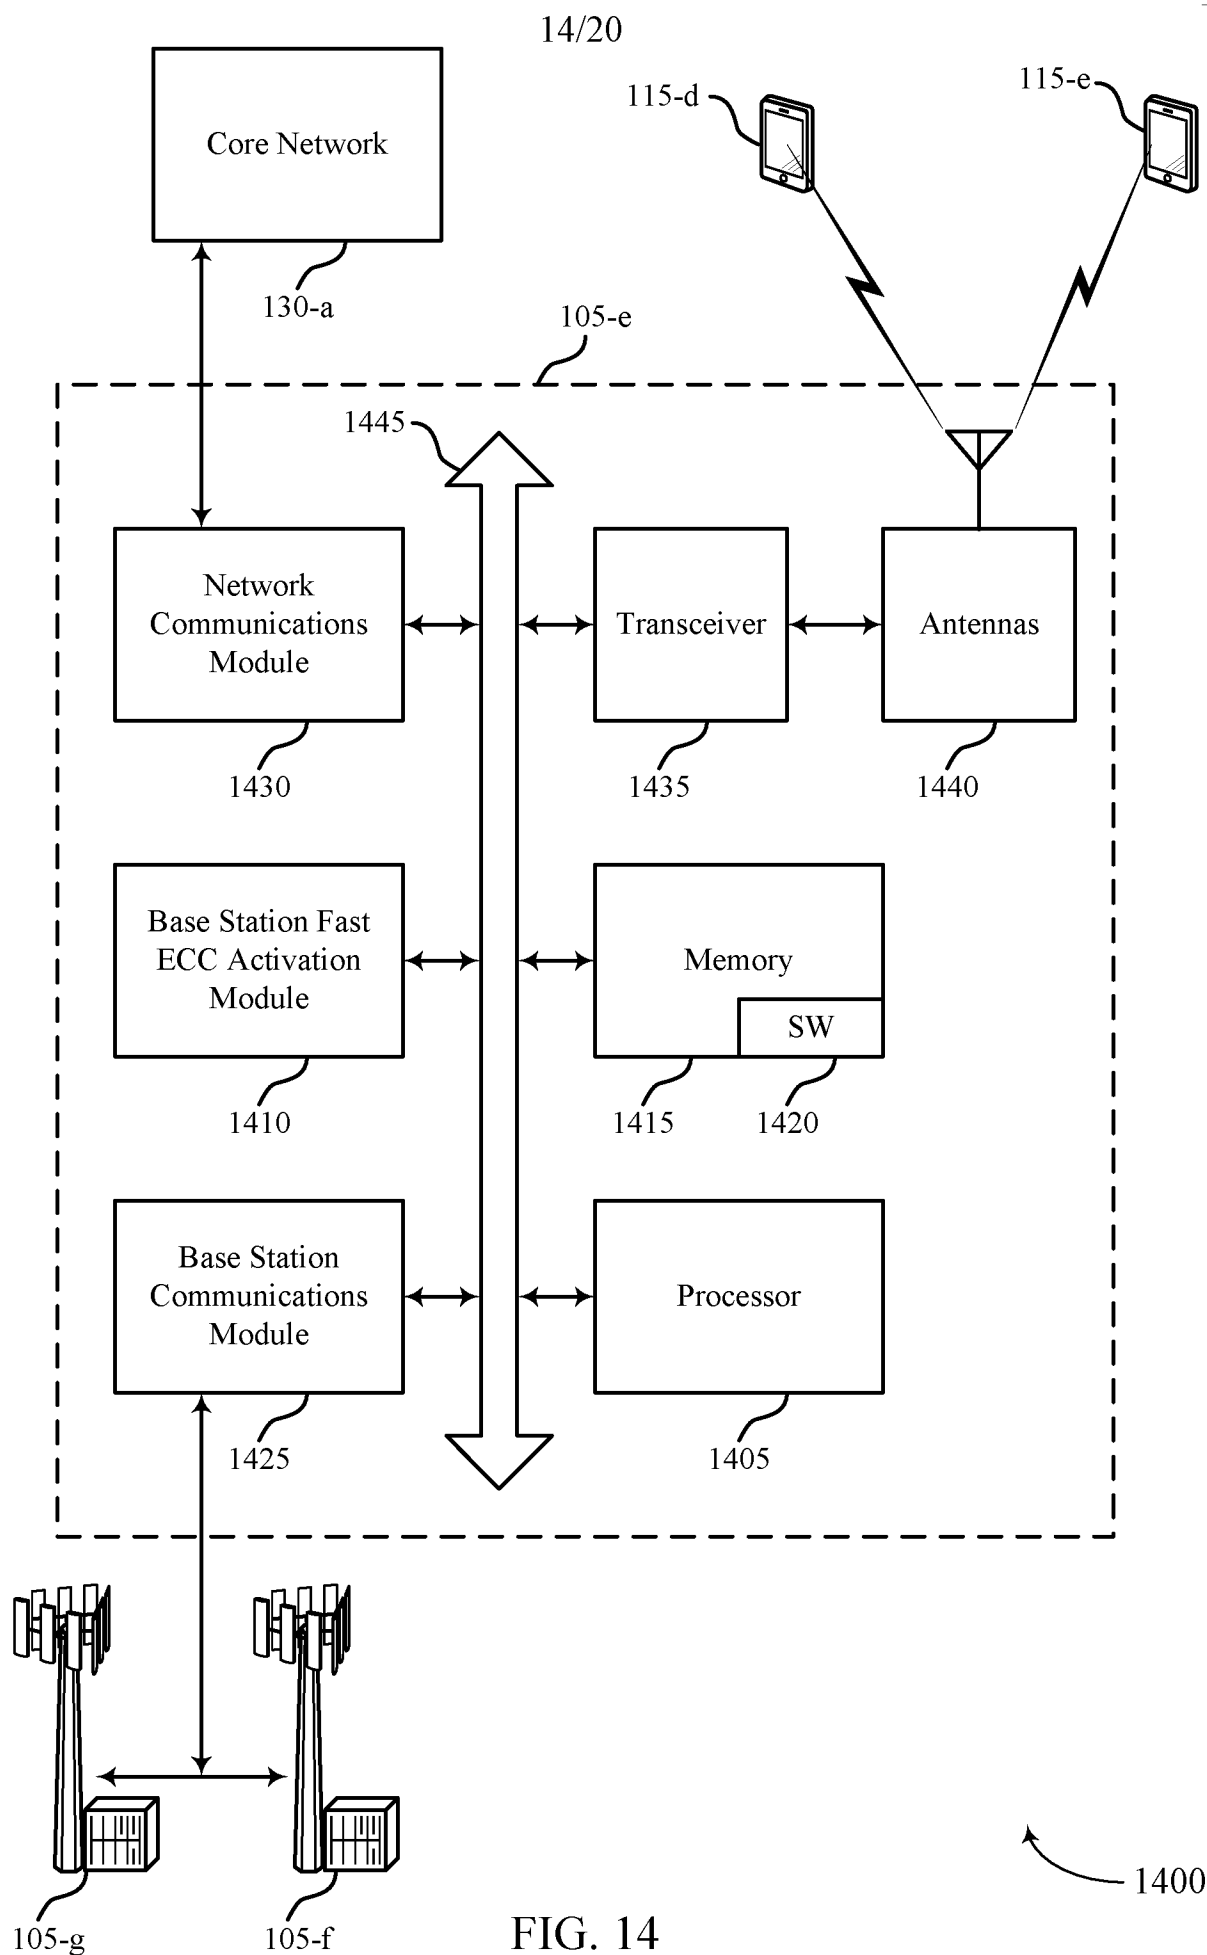 14/20
115-d
115-e
Core Network
130-a
105-e
1445
Network
Communications
Module
Transceiver
Antennas
1430
1435
1440
Base Station Fast
ECC Activation
Module
Memory
SW
1410
1415
1420
Base Station
Communications
Module
Processor
1425
1405
1400
105-g
105-f
FIG. 14